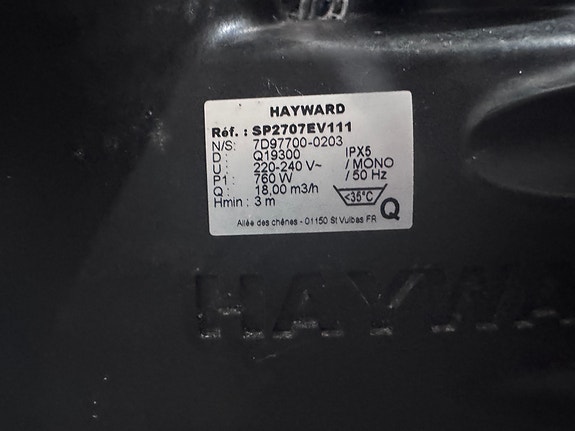 HAYWARD
Réf. : SP2707EV111
N/S: 7D97700-0203
D : Q19300 IPX5
U : 220-240 V~ / MONO
P1 : 760 W / 50 Hz
Q : 18,00 m3/h <35°C
Hmin : 3 m Q
Allée des chênes - 01150 St Vulbas FR
HAYWA